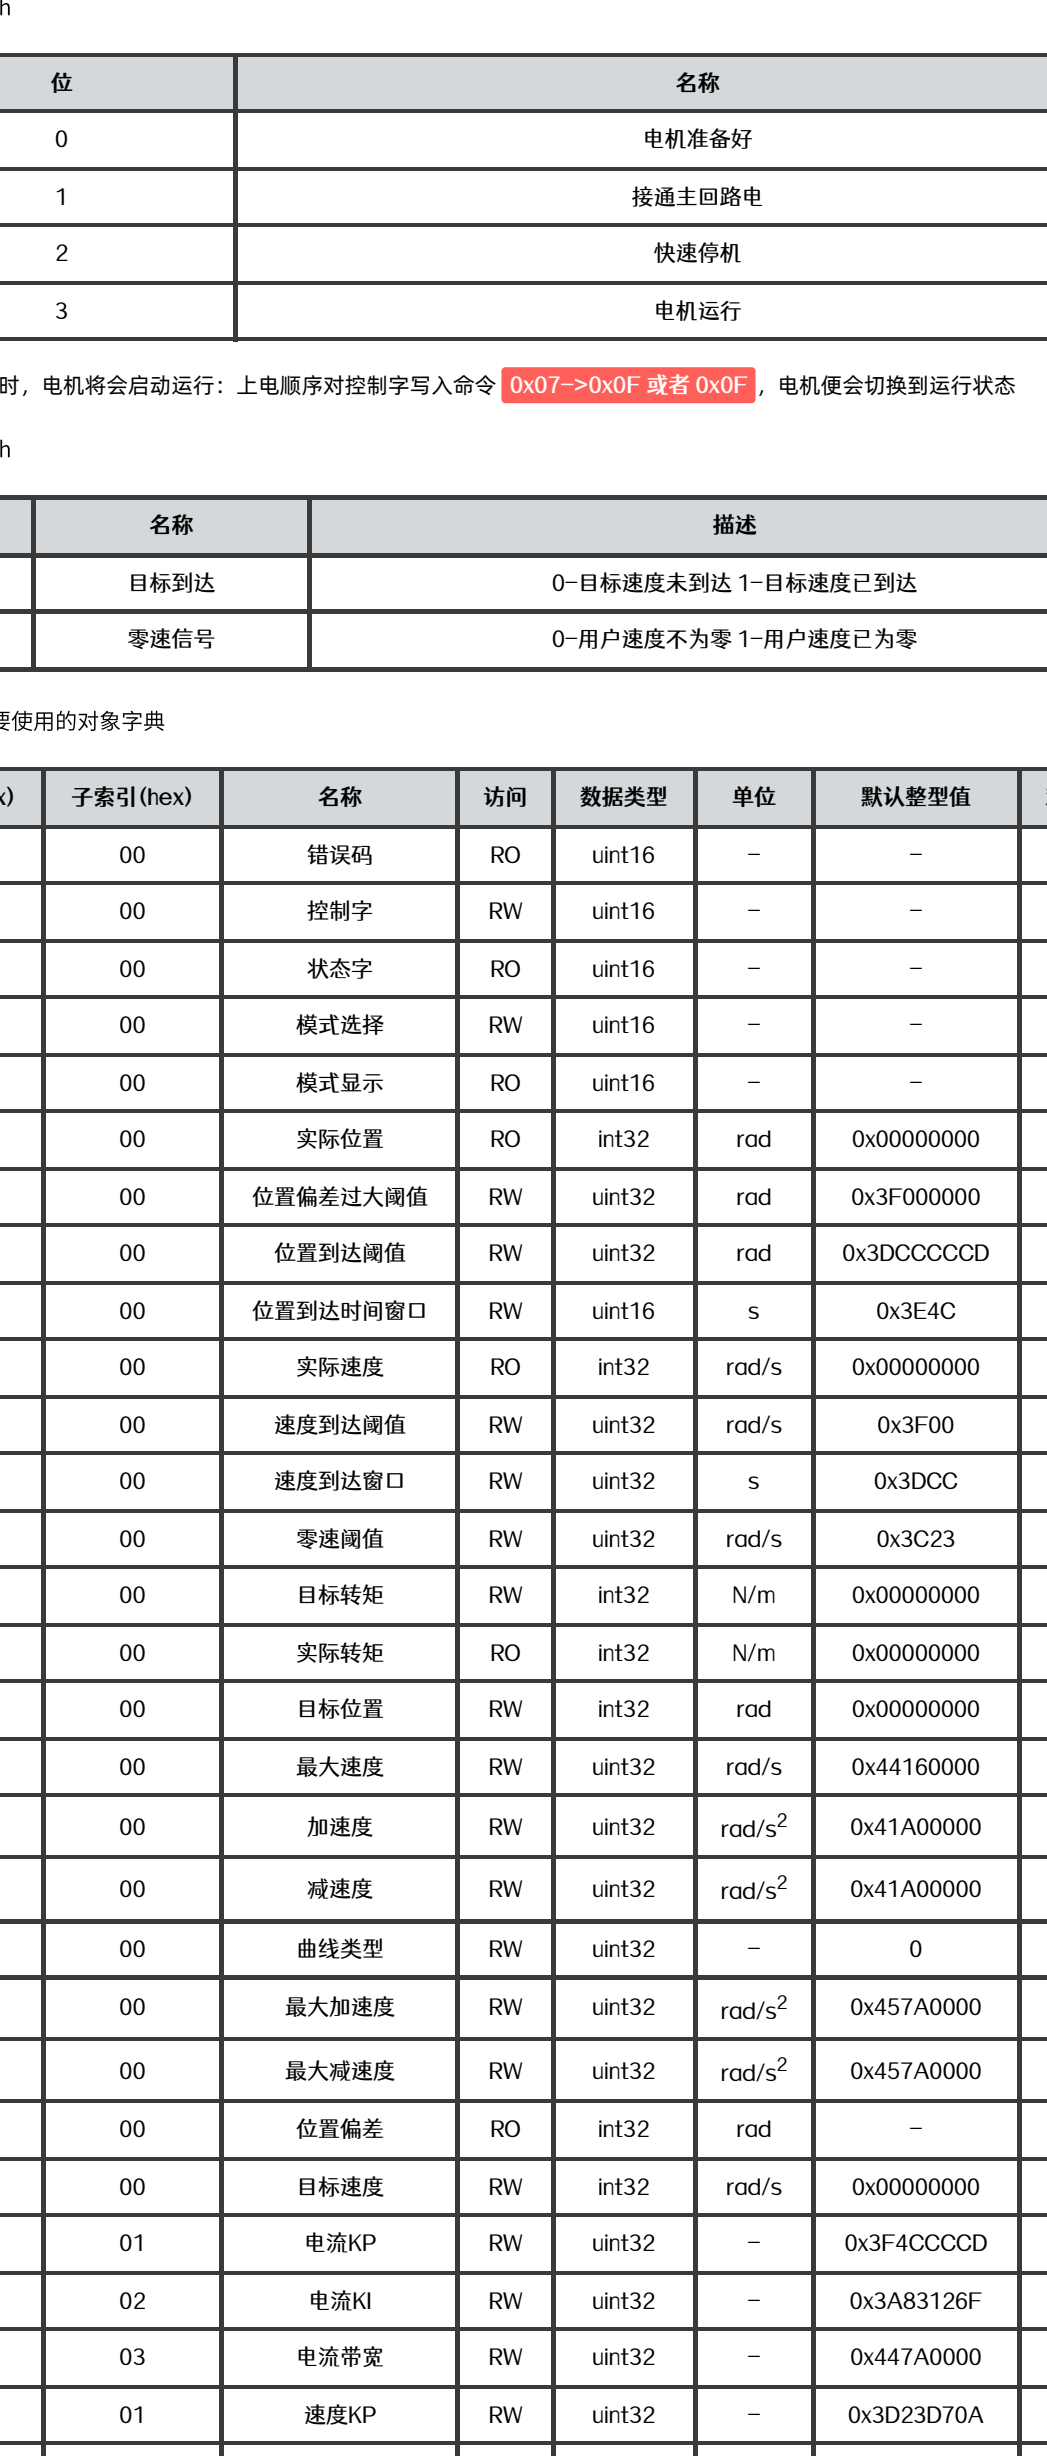 h
位 名称
0 电机准备好
1 接通主回路电
2 快速停机
3 电机运行
时，电机将会启动运行：上电顺序对控制字写入命令 0x07->0x0F 或者 0x0F ，电机便会切换到运行状态
h
名称 描述
目标到达 0-目标速度未到达 1-目标速度已到达
零速信号 0-用户速度不为零 1-用户速度已为零
要使用的对象字典
x) 子索引(hex) 名称 访问 数据类型 单位 默认整型值
00 错误码 RO uint16 - -
00 控制字 RW uint16 - -
00 状态字 RO uint16 - -
00 模式选择 RW uint16 - -
00 模式显示 RO uint16 - -
00 实际位置 RO int32 rad 0x00000000
00 位置偏差过大阈值 RW uint32 rad 0x3F000000
00 位置到达阈值 RW uint32 rad 0x3DCCCCCD
00 位置到达时间窗口 RW uint16 s 0x3E4C
00 实际速度 RO int32 rad/s 0x00000000
00 速度到达阈值 RW uint32 rad/s 0x3F00
00 速度到达窗口 RW uint32 s 0x3DCC
00 零速阈值 RW uint32 rad/s 0x3C23
00 目标转矩 RW int32 N/m 0x00000000
00 实际转矩 RO int32 N/m 0x00000000
00 目标位置 RW int32 rad 0x00000000
00 最大速度 RW uint32 rad/s 0x44160000
00 加速度 RW uint32 rad/s² 0x41A00000
00 减速度 RW uint32 rad/s² 0x41A00000
00 曲线类型 RW uint32 - 0
00 最大加速度 RW uint32 rad/s² 0x457A0000
00 最大减速度 RW uint32 rad/s² 0x457A0000
00 位置偏差 RO int32 rad -
00 目标速度 RW int32 rad/s 0x00000000
01 电流KP RW uint32 - 0x3F4CCCCD
02 电流KI RW uint32 - 0x3A83126F
03 电流带宽 RW uint32 - 0x447A0000
01 速度KP RW uint32 - 0x3D23D70A